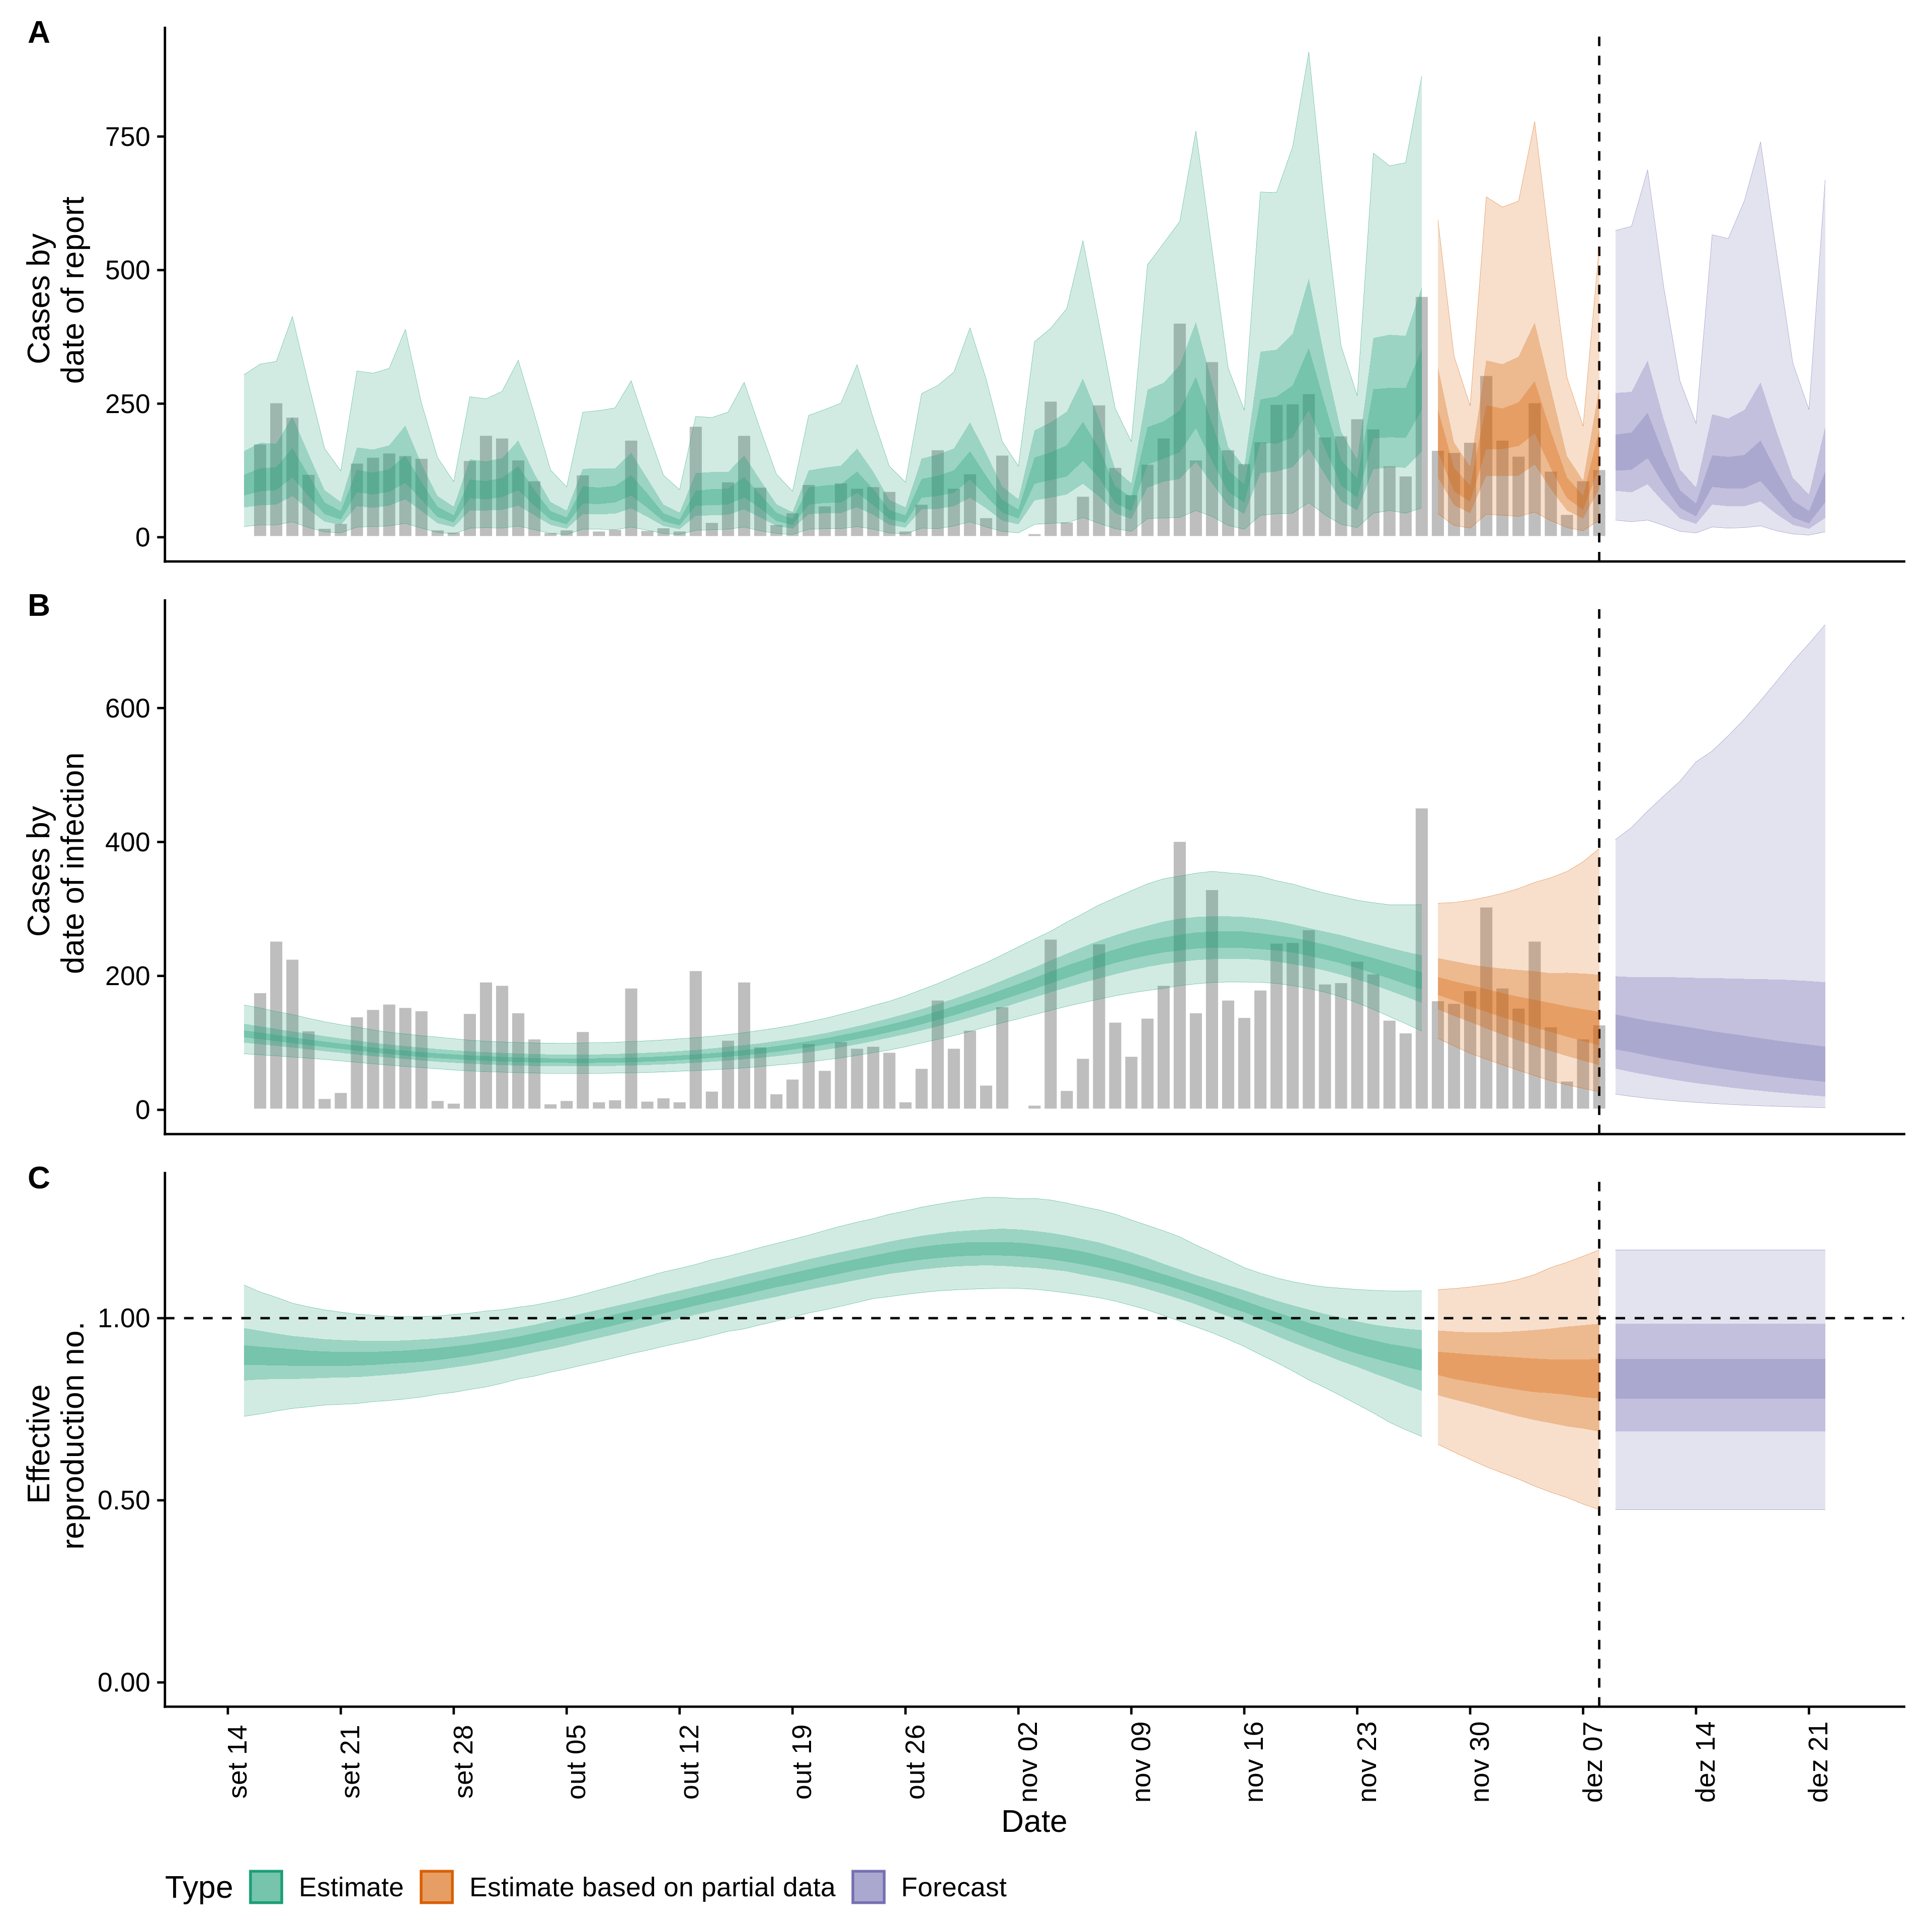 A
750
500
250
0
Cases by
date of report
B
600
400
200
0
Cases by
date of infection
C
1.00
0.50
0.00
Effective
reproduction no.
set 14
set 21
set 28
out 05
out 12
out 19
out 26
nov 02
nov 09
nov 16
nov 23
nov 30
dez 07
dez 14
dez 21
Date
Type Estimate Estimate based on partial data Forecast